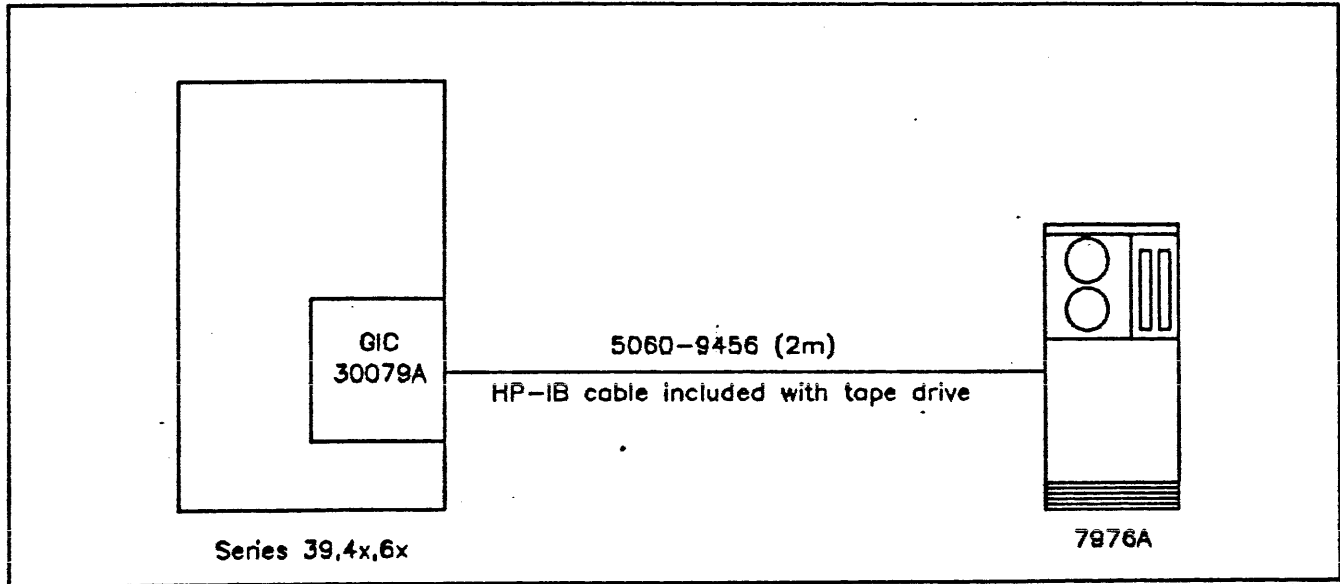 GIC
30079A
5060-9456 (2m)
HP-IB cable included with tape drive
Series 39,4x,6x
7976A